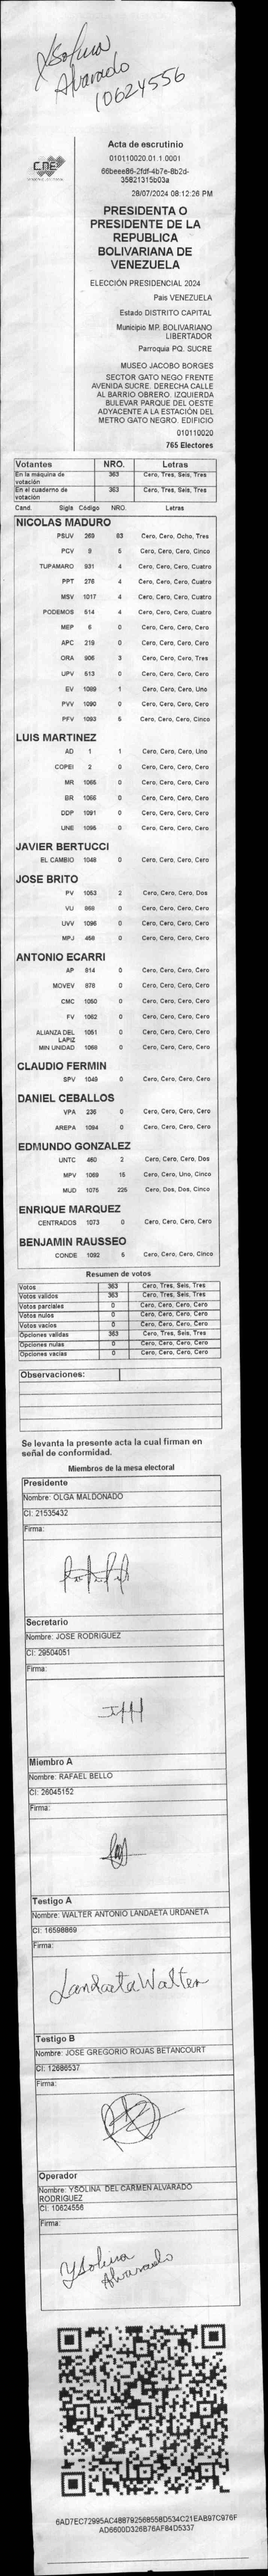 Ysolina
Alvarado
10624556
CNE
Acta de escrutinio
010110020.01.1.0001
66beee86-2fdf-4b7e-8b2d-
35821315b03a
28/07/2024 08:12:26 PM
PRESIDENTA O
PRESIDENTE DE LA
REPUBLICA
BOLIVARIANA DE
VENEZUELA
ELECCIÓN PRESIDENCIAL 2024
Pais VENEZUELA
Estado DISTRITO CAPITAL
Municipio MP. BOLIVARIANO
LIBERTADOR
Parroquia PQ. SUCRE
MUSEO JACOBO BORGES
SECTOR GATO NEGO FRENTE
AVENIDA SUCRE. DERECHA CALLE
AL BARRIO OBRERO. IZQUIERDA
BULEVAR PARQUE DEL OESTE
ADYACENTE A LA ESTACIÓN DEL
METRO GATO NEGRO. EDIFICIO
010110020
765 Electores
Votantes NRO. Letras
En la máquina de votación 363 Cero, Tres, Seis, Tres
En el cuaderno de votación 363 Cero, Tres, Seis, Tres
Cand. Sigla Código NRO. Letras
NICOLAS MADURO
PSUV 269 83 Cero, Cero, Ocho, Tres
PCV 9 5 Cero, Cero, Cero, Cinco
TUPAMARO 931 4 Cero, Cero, Cero, Cuatro
PPT 276 4 Cero, Cero, Cero, Cuatro
MSV 1017 4 Cero, Cero, Cero, Cuatro
PODEMOS 514 4 Cero, Cero, Cero, Cuatro
MEP 6 0 Cero, Cero, Cero, Cero
APC 219 0 Cero, Cero, Cero, Cero
ORA 906 3 Cero, Cero, Cero, Tres
UPV 613 0 Cero, Cero, Cero, Cero
EV 1089 1 Cero, Cero, Cero, Uno
PVV 1090 0 Cero, Cero, Cero, Cero
PFV 1093 5 Cero, Cero, Cero, Cinco
LUIS MARTINEZ
AD 1 1 Cero, Cero, Cero, Uno
COPEI 2 0 Cero, Cero, Cero, Cero
MR 1065 0 Cero, Cero, Cero, Cero
BR 1066 0 Cero, Cero, Cero, Cero
DDP 1091 0 Cero, Cero, Cero, Cero
UNE 1095 0 Cero, Cero, Cero, Cero
JAVIER BERTUCCI
EL CAMBIO 1048 0 Cero, Cero, Cero, Cero
JOSE BRITO
PV 1053 2 Cero, Cero, Cero, Dos
VU 868 0 Cero, Cero, Cero, Cero
UVV 1096 0 Cero, Cero, Cero, Cero
MPJ 458 0 Cero, Cero, Cero, Cero
ANTONIO ECARRI
AP 814 0 Cero, Cero, Cero, Cero
MOVEV 878 0 Cero, Cero, Cero, Cero
CMC 1050 0 Cero, Cero, Cero, Cero
FV 1062 0 Cero, Cero, Cero, Cero
ALIANZA DEL LAPIZ 1051 0 Cero, Cero, Cero, Cero
MIN UNIDAD 1068 0 Cero, Cero, Cero, Cero
CLAUDIO FERMIN
SPV 1049 0 Cero, Cero, Cero, Cero
DANIEL CEBALLOS
VPA 236 0 Cero, Cero, Cero, Cero
AREPA 1084 0 Cero, Cero, Cero, Cero
EDMUNDO GONZALEZ
UNTC 460 2 Cero, Cero, Cero, Dos
MPV 1069 15 Cero, Cero, Uno, Cinco
MUD 1075 225 Cero, Dos, Dos, Cinco
ENRIQUE MARQUEZ
CENTRADOS 1073 0 Cero, Cero, Cero, Cero
BENJAMIN RAUSSEO
CONDE 1092 5 Cero, Cero, Cero, Cinco
Resumen de votos
Votos 363 Cero, Tres, Seis, Tres
Votos validos 363 Cero, Tres, Seis, Tres
Votos parciales 0 Cero, Cero, Cero, Cero
Votos nulos 0 Cero, Cero, Cero, Cero
Votos vacios 0 Cero, Cero, Cero, Cero
Opciones validas 363 Cero, Tres, Seis, Tres
Opciones nulas 0 Cero, Cero, Cero, Cero
Opciones vacias 0 Cero, Cero, Cero, Cero
Observaciones:
Se levanta la presente acta la cual firman en
señal de conformidad.
Miembros de la mesa electoral
Presidente
Nombre: OLGA MALDONADO
CI: 21535432
Firma:
Secretario
Nombre: JOSE RODRIGUEZ
CI: 29504051
Firma:
Miembro A
Nombre: RAFAEL BELLO
CI: 26045152
Firma:
Testigo A
Nombre: WALTER ANTONIO LANDAETA URDANETA
CI: 16598869
Firma:
Landaeta Walter
Testigo B
Nombre: JOSE GREGORIO ROJAS BETANCOURT
CI: 12686537
Firma:
Operador
Nombre: YSOLINA DEL CARMEN ALVARADO
RODRIGUEZ
CI: 10624556
Firma:
Ysolina
Alvarado
6AD7EC72995AC488792568558D534C21EAB97C976F
AD6600D326B76AF84D5337